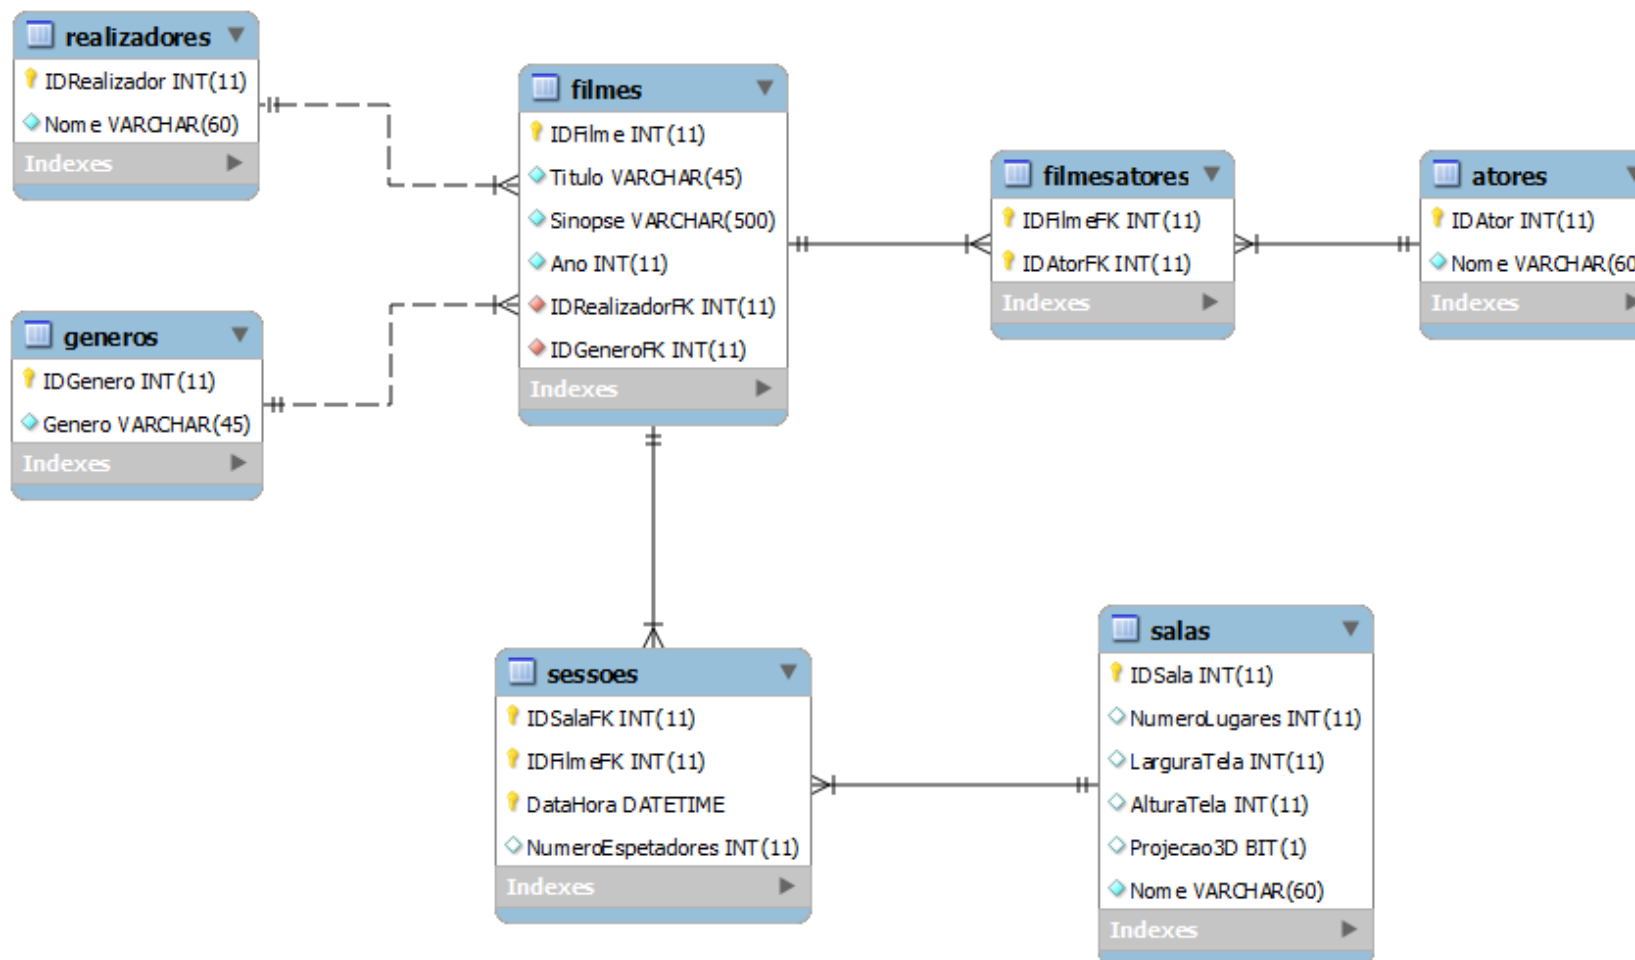 realizadores
IDRealizador INT(11)
Nome VARCHAR(60)
Indexes
generos
IDGenero INT(11)
Genero VARCHAR(45)
Indexes
filmes
IDFilme INT(11)
Titulo VARCHAR(45)
Sinopse VARCHAR(500)
Ano INT(11)
IDRealizadorFK INT(11)
IDGeneroFK INT(11)
Indexes
filmesatores
IDFilmeFK INT(11)
IDAtorFK INT(11)
Indexes
atores
IDAtor INT(11)
Nome VARCHAR(60
Indexes
sessoes
IDSalaFK INT(11)
IDFilmeFK INT(11)
DataHora DATETIME
NumeroEspetadores INT(11)
Indexes
salas
IDSala INT(11)
NumeroLugares INT(11)
LarguraTela INT(11)
AlturaTela INT(11)
Projecao3D BIT(1)
Nome VARCHAR(60)
Indexes